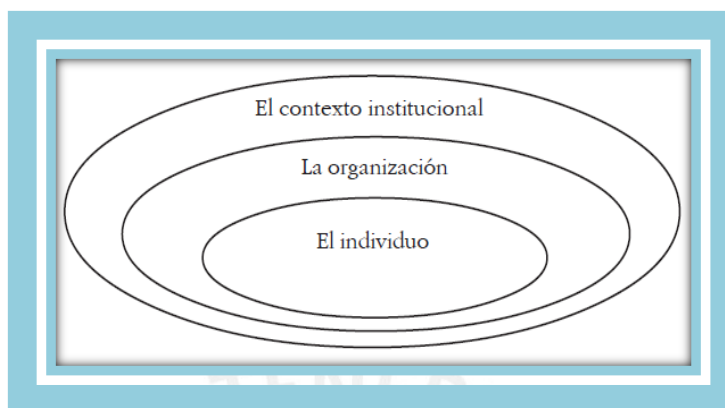 El contexto institucional
La organización
El individuo